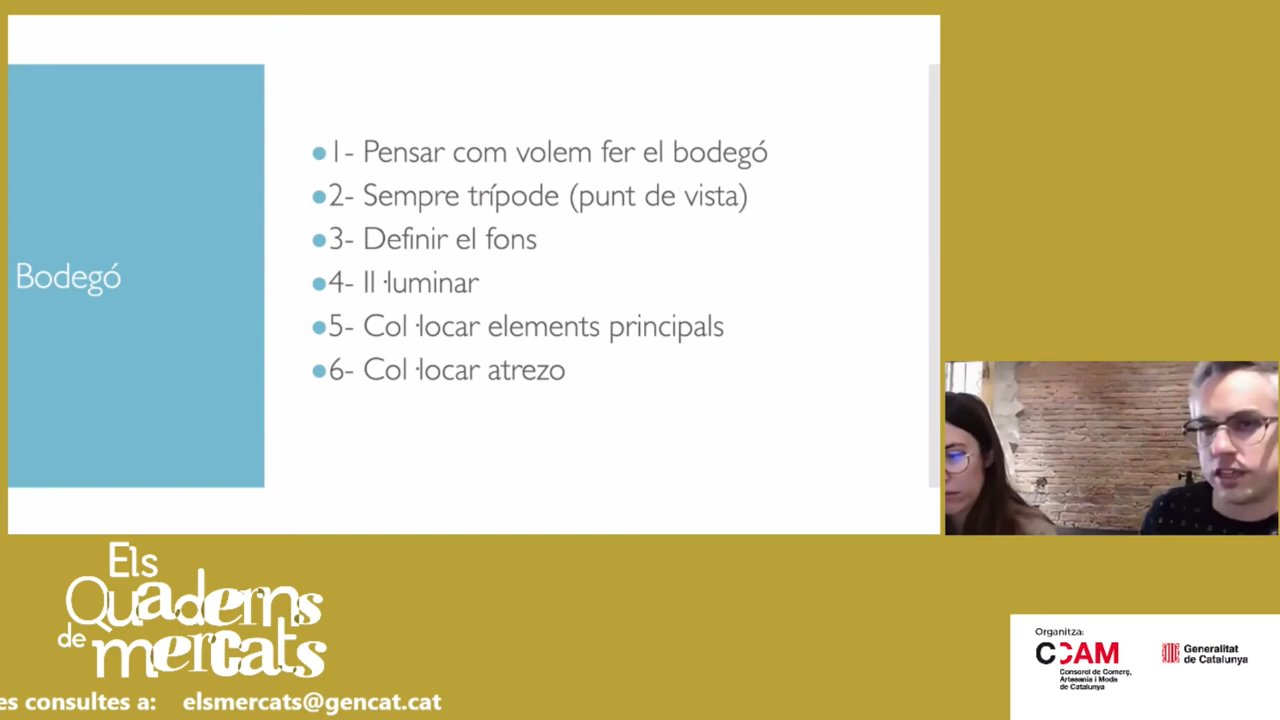 Bodegó
1- Pensar com volem fer el bodegó
2- Sempre trípode (punt de vista)
3- Definir el fons
4- Il·luminar
5- Col·locar elements principals
6- Col·locar atrezo
Els
Quaderns
de mercats
es consultes a: elsmercats@gencat.cat
Organitza:
CCAM
Consorci de Comerç,
Artesania i Moda
de Catalunya
Generalitat
de Catalunya